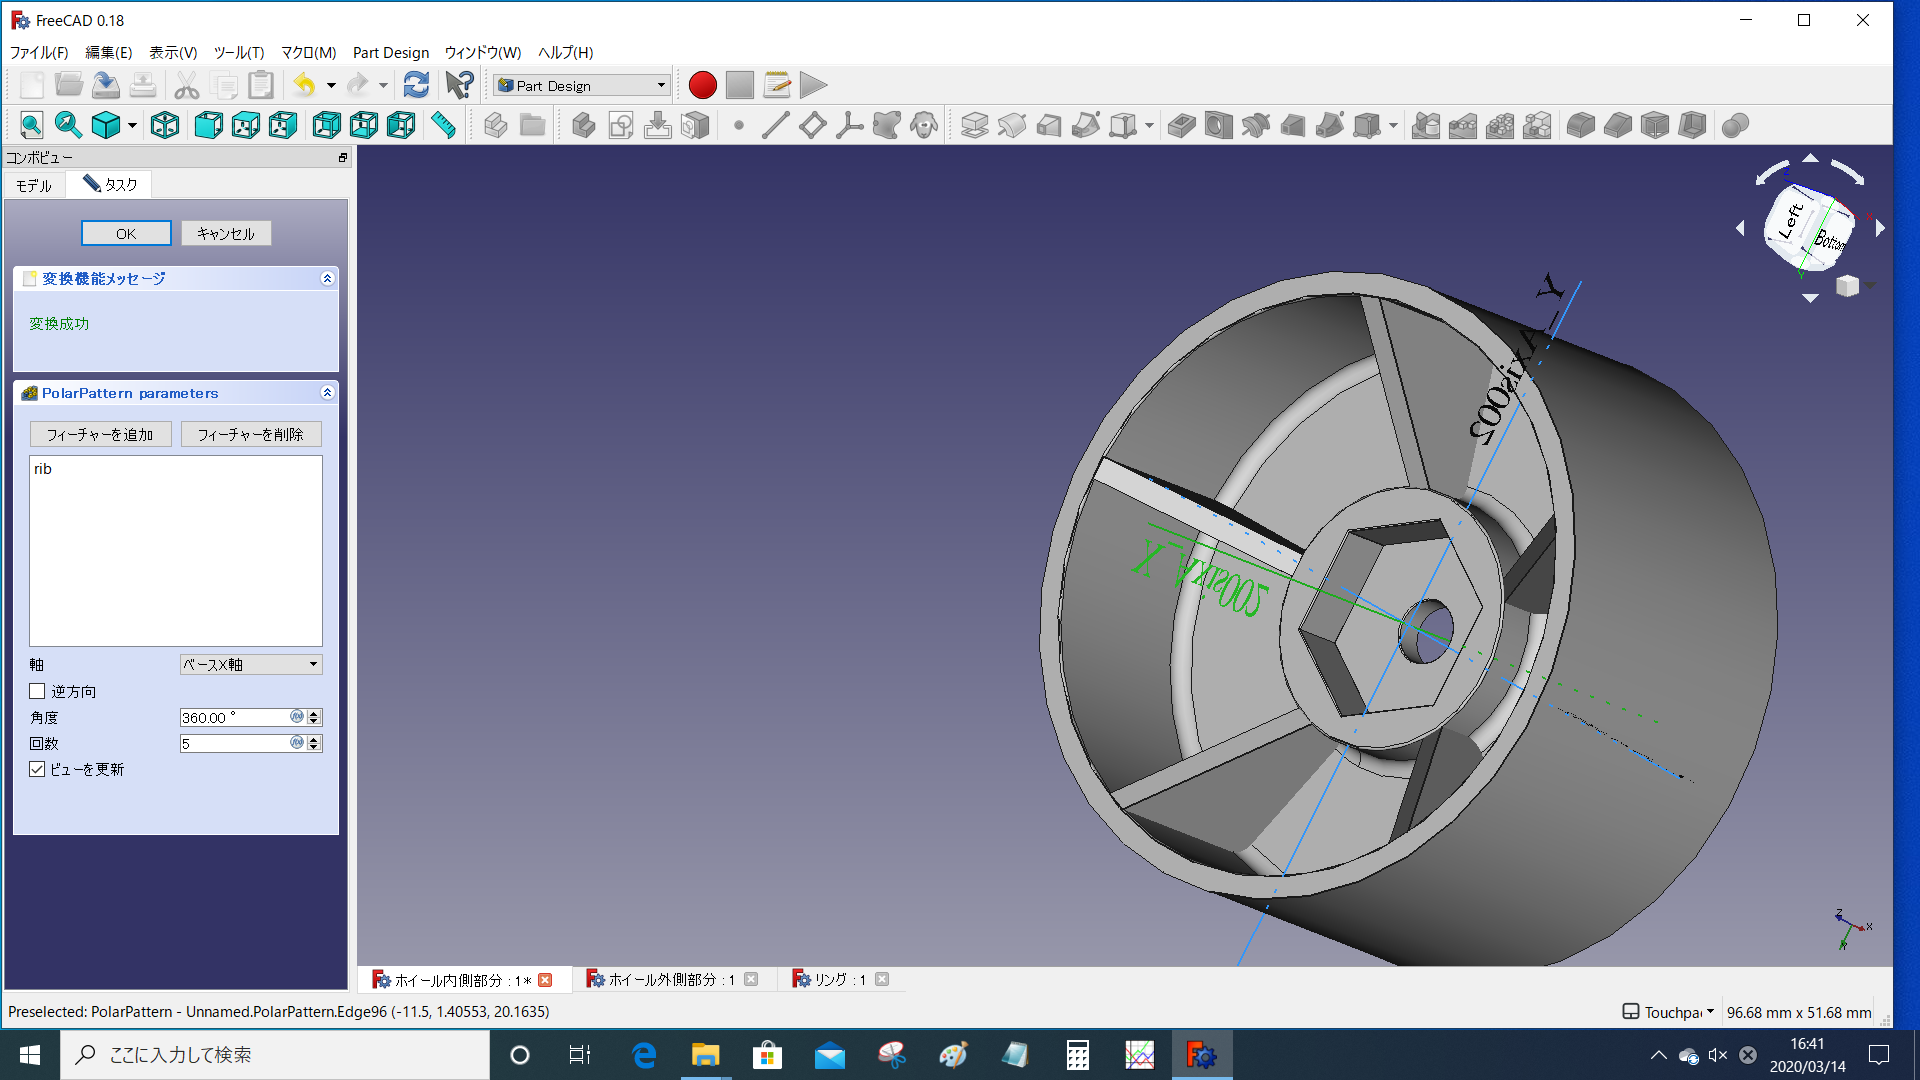 FreeCAD 0.18
ファイル(F) 編集(E) 表示(V) ツール(T) マクロ(M) Part Design ウィンドウ(W) ヘルプ(H)
Part Design
コンボビュー
モデル タスク
OK キャンセル
変換機能メッセージ
変換成功
PolarPattern parameters
フィーチャーを追加 フィーチャーを削除
rib
軸 ベースX軸
逆方向
角度 360.00 °
回数 5
ビューを更新
Y_Axis002
X_Axis002
Left
Bottom
Z
Y
Z
X
Y
ホイール内側部分 : 1* ホイール外側部分 : 1 リング : 1
Preselected: PolarPattern - Unnamed.PolarPattern.Edge96 (-11.5, 1.40553, 20.1635)
Touchpa 96.68 mm x 51.68 mm
ここに入力して検索
16:41
2020/03/14